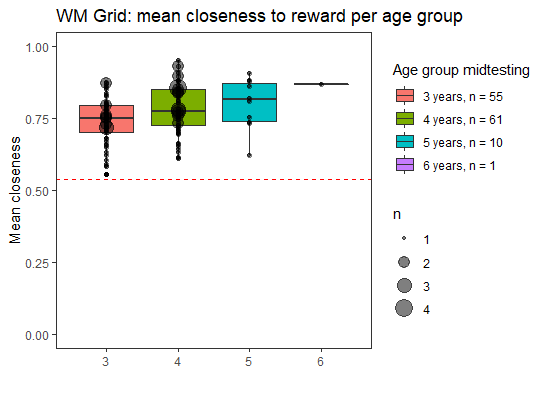 WM Grid: mean closeness to reward per age group
1.00
0.75
0.50
0.25
0.00
Mean closeness
3 4 5 6
Age group midtesting
3 years, n = 55
4 years, n = 61
5 years, n = 10
6 years, n = 1
n
1
2
3
4